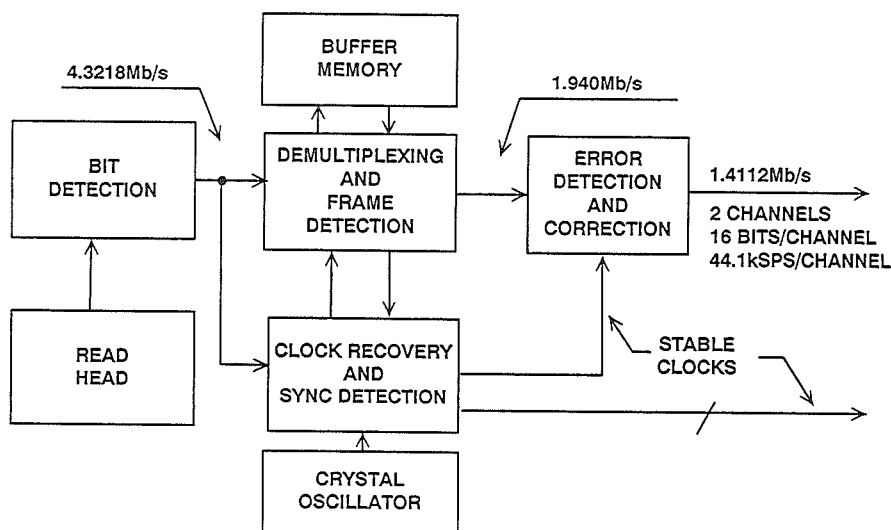 BUFFER
MEMORY
4.3218Mb/s
1.940Mb/s
BIT
DETECTION
DEMULTIPLEXING
AND
FRAME
DETECTION
ERROR
DETECTION
AND
CORRECTION
1.4112Mb/s
2 CHANNELS
16 BITS/CHANNEL
44.1kSPS/CHANNEL
READ
HEAD
CLOCK RECOVERY
AND
SYNC DETECTION
STABLE
CLOCKS
CRYSTAL
OSCILLATOR